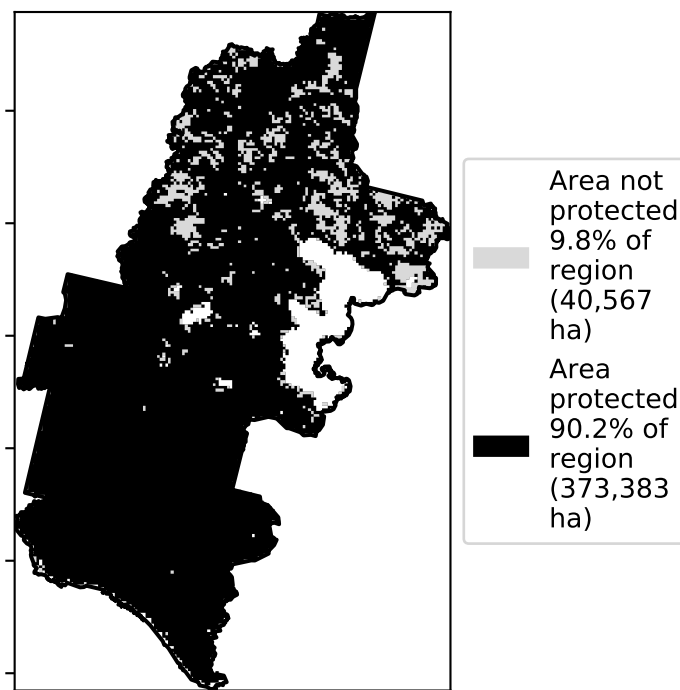 Area not
protected
9.8% of
region
(40,567
ha)
Area
protected
90.2% of
region
(373,383
ha)